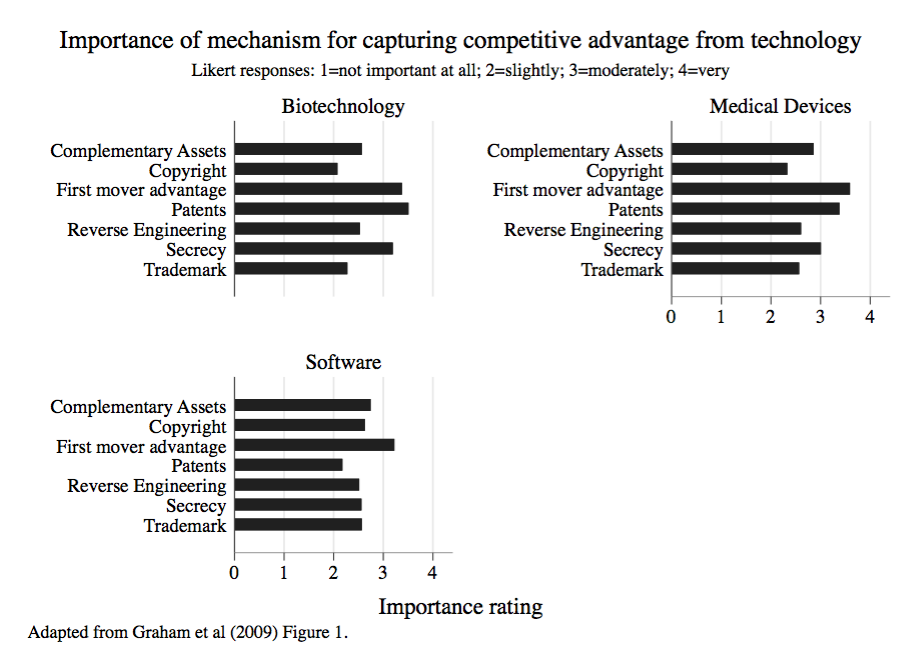 Importance of mechanism for capturing competitive advantage from technology
Likert responses: 1=not important at all; 2=slightly; 3=moderately; 4=very
Biotechnology
Complementary Assets
Copyright
First mover advantage
Patents
Reverse Engineering
Secrecy
Trademark
Medical Devices
Complementary Assets
Copyright
First mover advantage
Patents
Reverse Engineering
Secrecy
Trademark
0 1 2 3 4
Software
Complementary Assets
Copyright
First mover advantage
Patents
Reverse Engineering
Secrecy
Trademark
0 1 2 3 4
Importance rating
Adapted from Graham et al (2009) Figure 1.